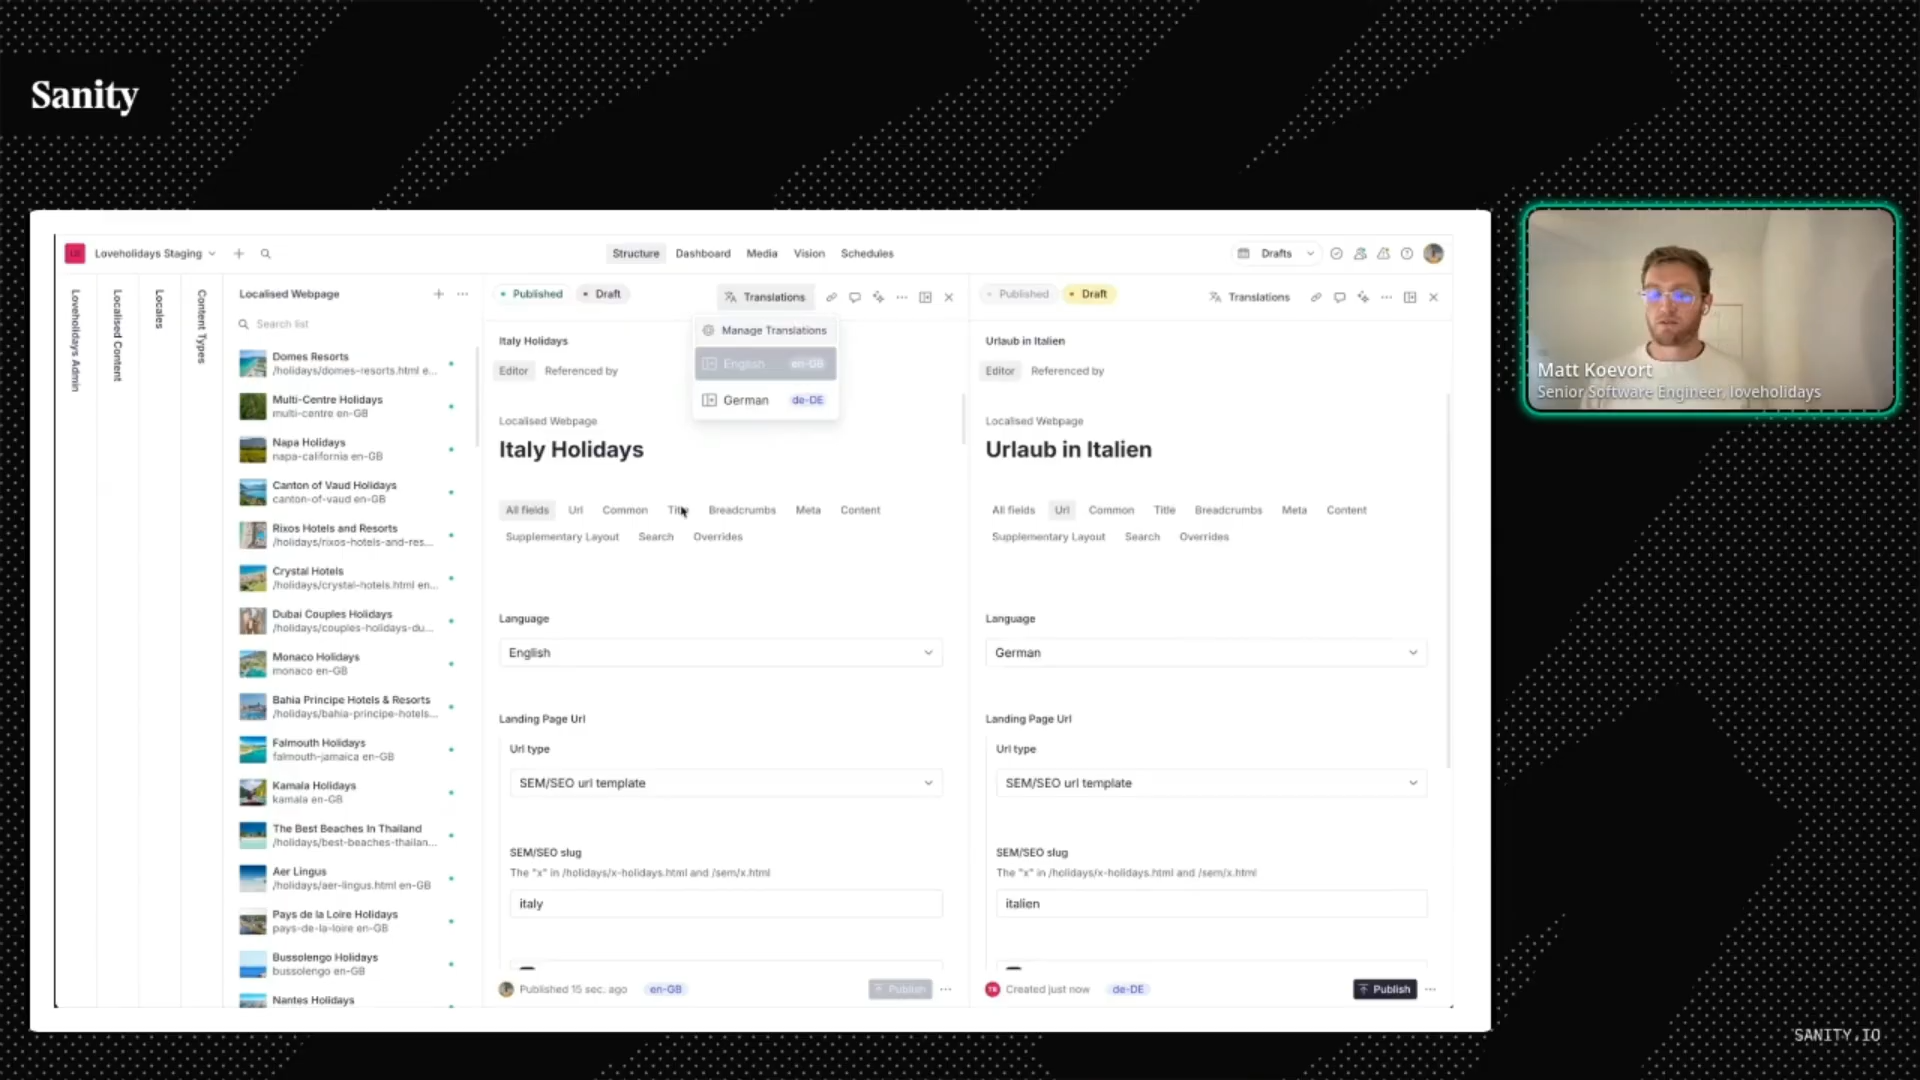 Sanity
Loveholidays Staging
Structure
Dashboard
Media
Vision
Schedules
Drafts
Loveholidays Admin
Localised Content
Locales
Content Types
Localised Webpage
Search list
Domes Resorts
/holidays/domes-resorts.html e...
Multi-Centre Holidays
multi-centre en-GB
Napa Holidays
napa-california en-GB
Canton of Vaud Holidays
canton-of-vaud en-GB
Rixos Hotels and Resorts
/holidays/rixos-hotels-and-res...
Crystal Hotels
/holidays/crystal-hotels.html en...
Dubai Couples Holidays
/holidays/couples-holidays-du...
Monaco Holidays
monaco en-GB
Bahia Principe Hotels & Resorts
/holidays/bahia-principe-hotels...
Falmouth Holidays
falmouth-jamaica en-GB
Kamala Holidays
kamala en-GB
The Best Beaches In Thailand
/holidays/best-beaches-thailan...
Aer Lingus
/holidays/aer-lingus.html en-GB
Pays de la Loire Holidays
pays-de-la-loire en-GB
Bussolengo Holidays
bussolengo en-GB
Nantes Holidays
Published
Draft
Translations
Manage Translations
English en-GB
German de-DE
Italy Holidays
Editor
Referenced by
Localised Webpage
Italy Holidays
All fields
Url
Common
Title
Breadcrumbs
Meta
Content
Supplementary Layout
Search
Overrides
Language
English
Landing Page Url
Url type
SEM/SEO url template
SEM/SEO slug
The "x" in /holidays/x-holidays.html and /sem/x.html
italy
Published 15 sec. ago
en-GB
Publish
Published
Draft
Translations
Urlaub in Italien
Editor
Referenced by
Localised Webpage
Urlaub in Italien
All fields
Url
Common
Title
Breadcrumbs
Meta
Content
Supplementary Layout
Search
Overrides
Language
German
Landing Page Url
Url type
SEM/SEO url template
SEM/SEO slug
The "x" in /holidays/x-holidays.html and /sem/x.html
italien
Created just now
de-DE
Publish
Matt Koevort
Senior Software Engineer, loveholidays
SANITY.IO